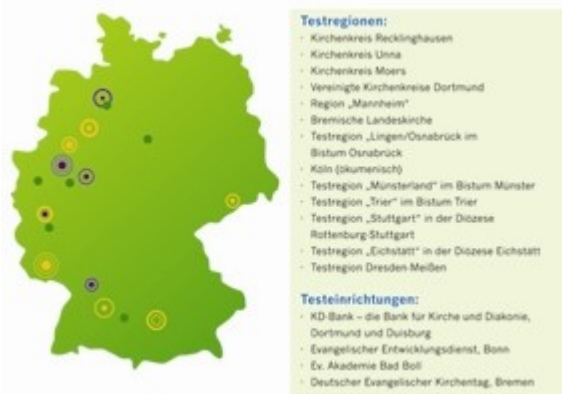 Testregionen:
· Kirchenkreis Recklinghausen
· Kirchenkreis Unna
· Kirchenkreis Moers
· Vereinigte Kirchenkreise Dortmund
· Region „Mannheim"
· Bremische Landeskirche
· Testregion „Lingen/Osnabrück im
Bistum Osnabrück
· Köln (ökumenisch)
· Testregion „Münsterland" im Bistum Münster
· Testregion „Trier" im Bistum Trier
· Testregion „Stuttgart" in der Diözese
Rottenburg-Stuttgart
· Testregion „Eichstatt" in der Diözese Eichstatt
· Testregion Dresden-Meißen
Testeinrichtungen:
· KD-Bank – die Bank für Kirche und Diakonie,
Dortmund und Duisburg
· Evangelischer Entwicklungsdienst, Bonn
· Ev. Akademie Bad Boll
· Deutscher Evangelischer Kirchentag, Bremen